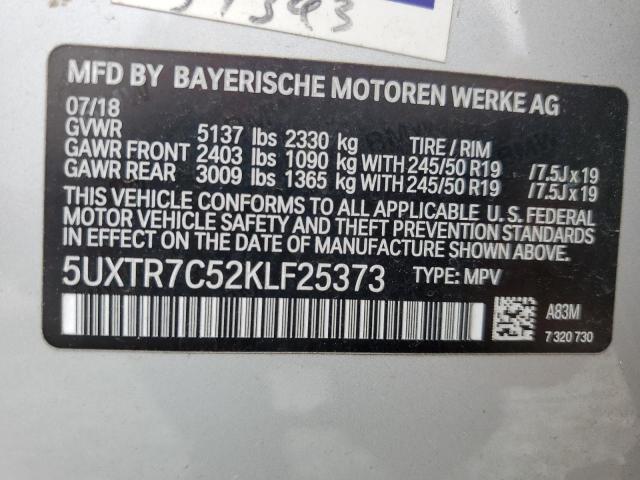 MFD BY BAYERISCHE MOTOREN WERKE AG
07/18
GVWR 5137 lbs 2330 kg TIRE / RIM
GAWR FRONT 2403 lbs 1090 kg WITH 245/50 R19 /7.5J x 19
GAWR REAR 3009 lbs 1365 kg WITH 245/50 R19 /7.5J x 19
THIS VEHICLE CONFORMS TO ALL APPLICABLE U.S. FEDERAL
MOTOR VEHICLE SAFETY AND THEFT PREVENTION STANDARDS
IN EFFECT ON THE DATE OF MANUFACTURE SHOWN ABOVE.
5UXTR7C52KLF25373 TYPE: MPV
A83M
7 320 730